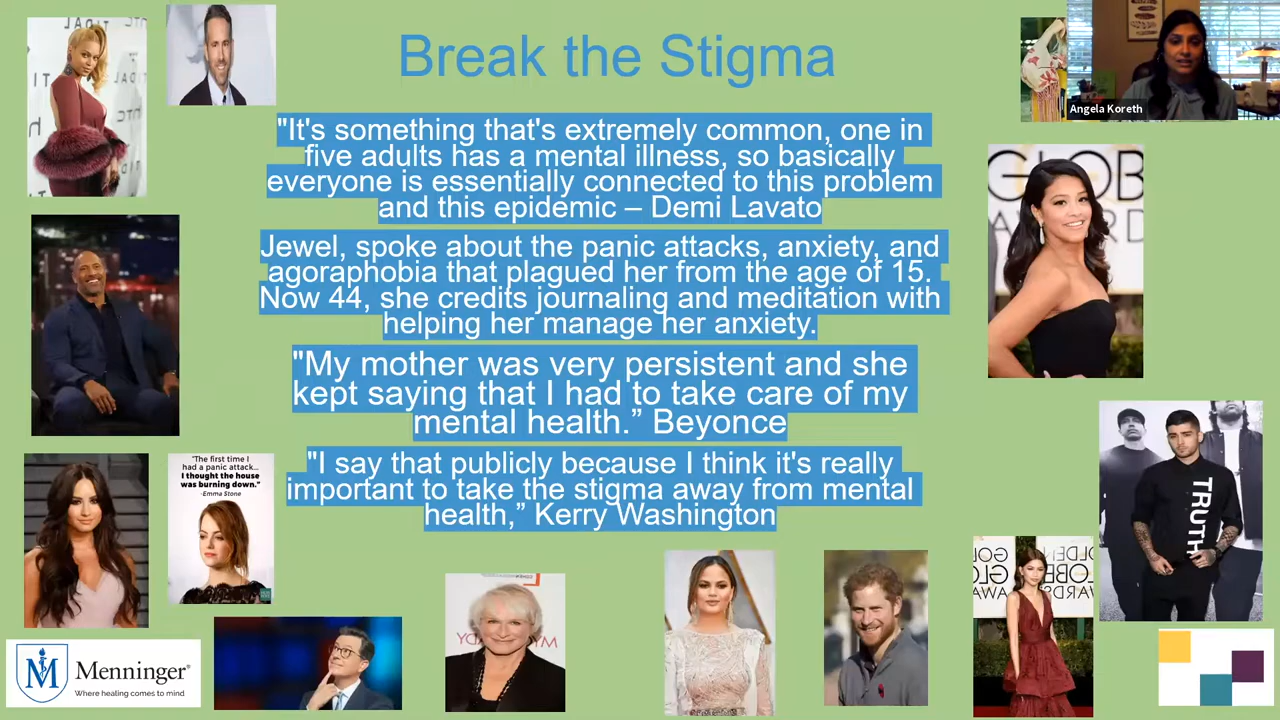 Break the Stigma
Angela Koreth
"It's something that's extremely common, one in
five adults has a mental illness, so basically
everyone is essentially connected to this problem
and this epidemic – Demi Lavato
Jewel, spoke about the panic attacks, anxiety, and
agoraphobia that plagued her from the age of 15.
Now 44, she credits journaling and meditation with
helping her manage her anxiety.
"My mother was very persistent and she
kept saying that I had to take care of my
mental health.” Beyonce
"I say that publicly because I think it's really
important to take the stigma away from mental
health,” Kerry Washington
"The first time I
had a panic attack...
I thought the house
was burning down."
-Emma Stone
GLOB
TRUTH
Menninger®
Where healing comes to mind